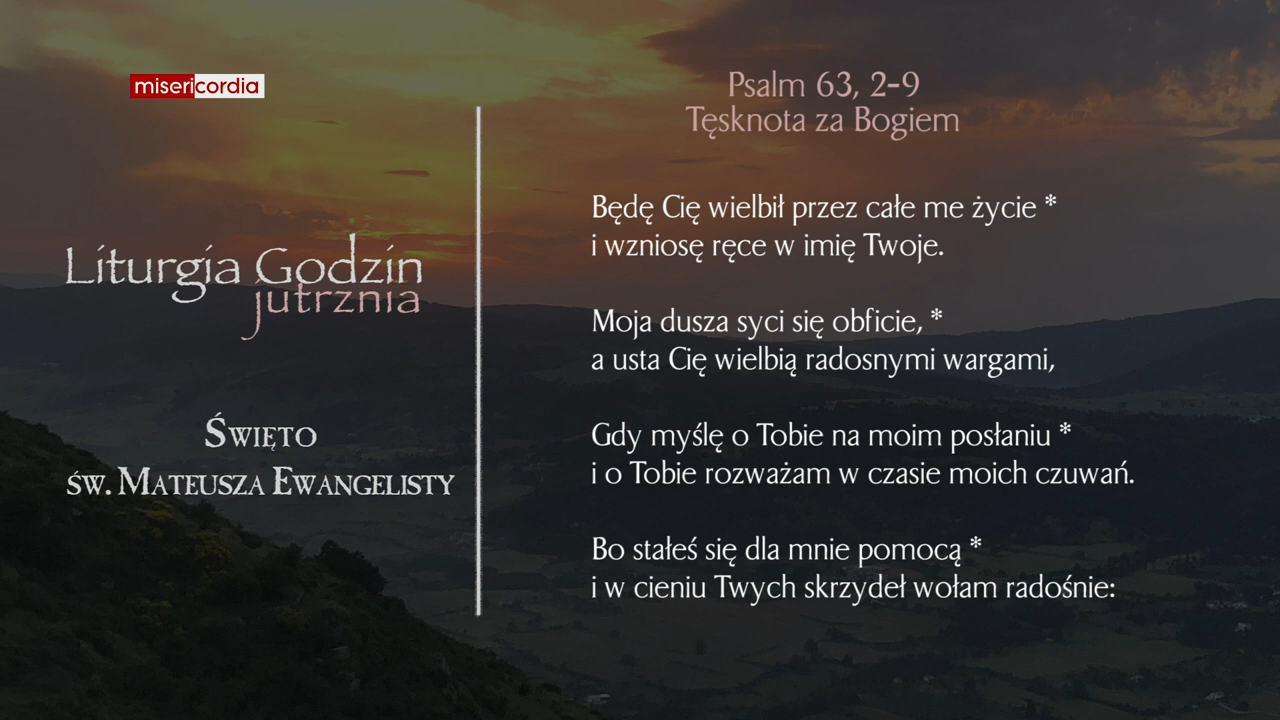 misericordia
Liturgia Godzin
jutrznia
Święto
św. Mateusza Ewangelisty
Psalm 63, 2-9
Tęsknota za Bogiem
Będę Cię wielbił przez całe me życie *
i wzniosę ręce w imię Twoje.
Moja dusza syci się obficie, *
a usta Cię wielbią radosnymi wargami,
Gdy myślę o Tobie na moim posłaniu *
i o Tobie rozważam w czasie moich czuwań.
Bo stałeś się dla mnie pomocą *
i w cieniu Twych skrzydeł wołam radośnie: